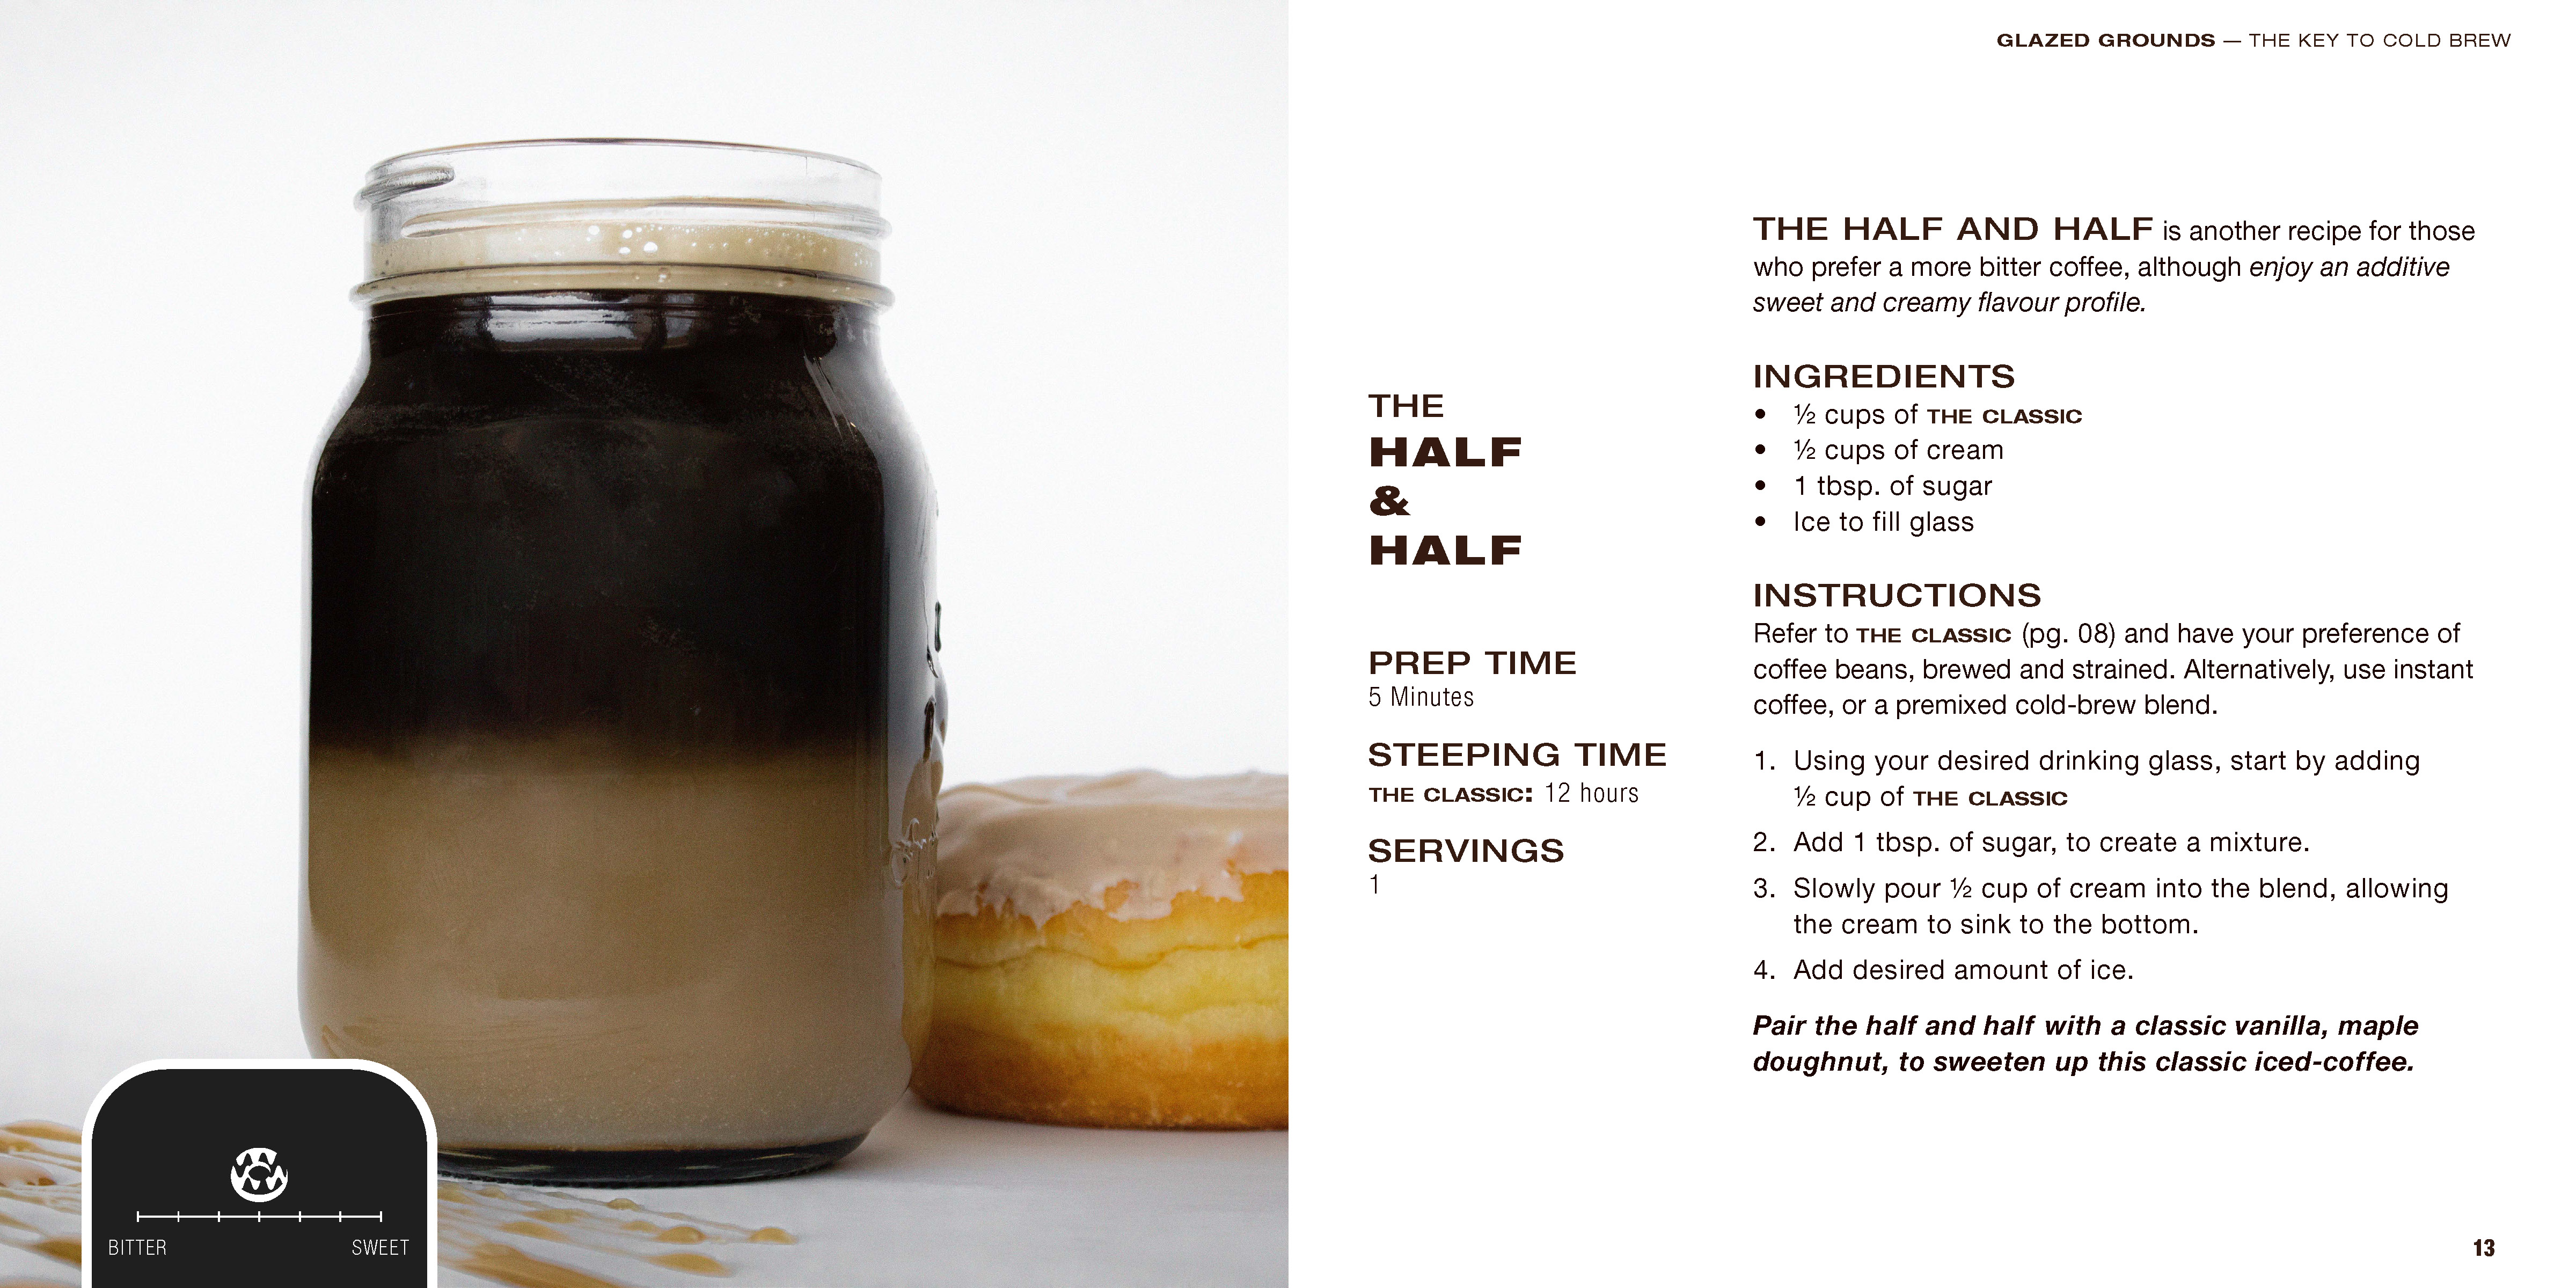 GLAZED GROUNDS — THE KEY TO COLD BREW
THE
HALF
&
HALF
PREP TIME
5 Minutes
STEEPING TIME
THE CLASSIC: 12 hours
SERVINGS
1
THE HALF AND HALF is another recipe for those
who prefer a more bitter coffee, although enjoy an additive
sweet and creamy flavour profile.
INGREDIENTS
• ½ cups of THE CLASSIC
• ½ cups of cream
• 1 tbsp. of sugar
• Ice to fill glass
INSTRUCTIONS
Refer to THE CLASSIC (pg. 08) and have your preference of
coffee beans, brewed and strained. Alternatively, use instant
coffee, or a premixed cold-brew blend.
1. Using your desired drinking glass, start by adding
½ cup of THE CLASSIC
2. Add 1 tbsp. of sugar, to create a mixture.
3. Slowly pour ½ cup of cream into the blend, allowing
the cream to sink to the bottom.
4. Add desired amount of ice.
Pair the half and half with a classic vanilla, maple
doughnut, to sweeten up this classic iced-coffee.
BITTER SWEET
13